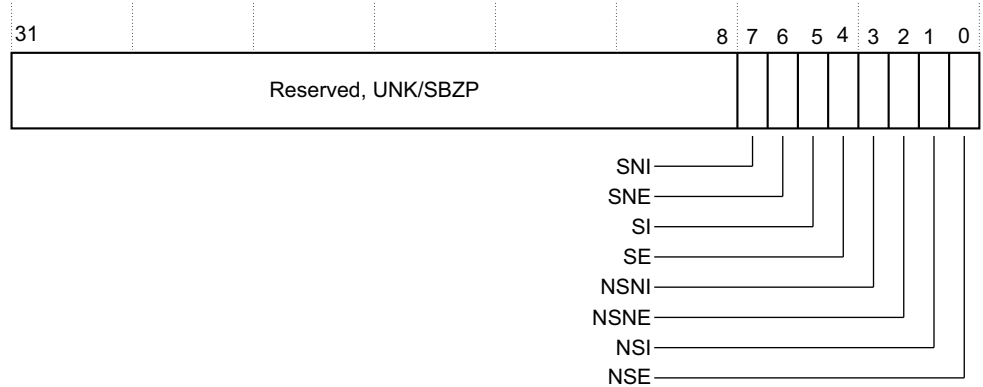 31 8 7 6 5 4 3 2 1 0
Reserved, UNK/SBZP
SNI
SNE
SI
SE
NSNI
NSNE
NSI
NSE